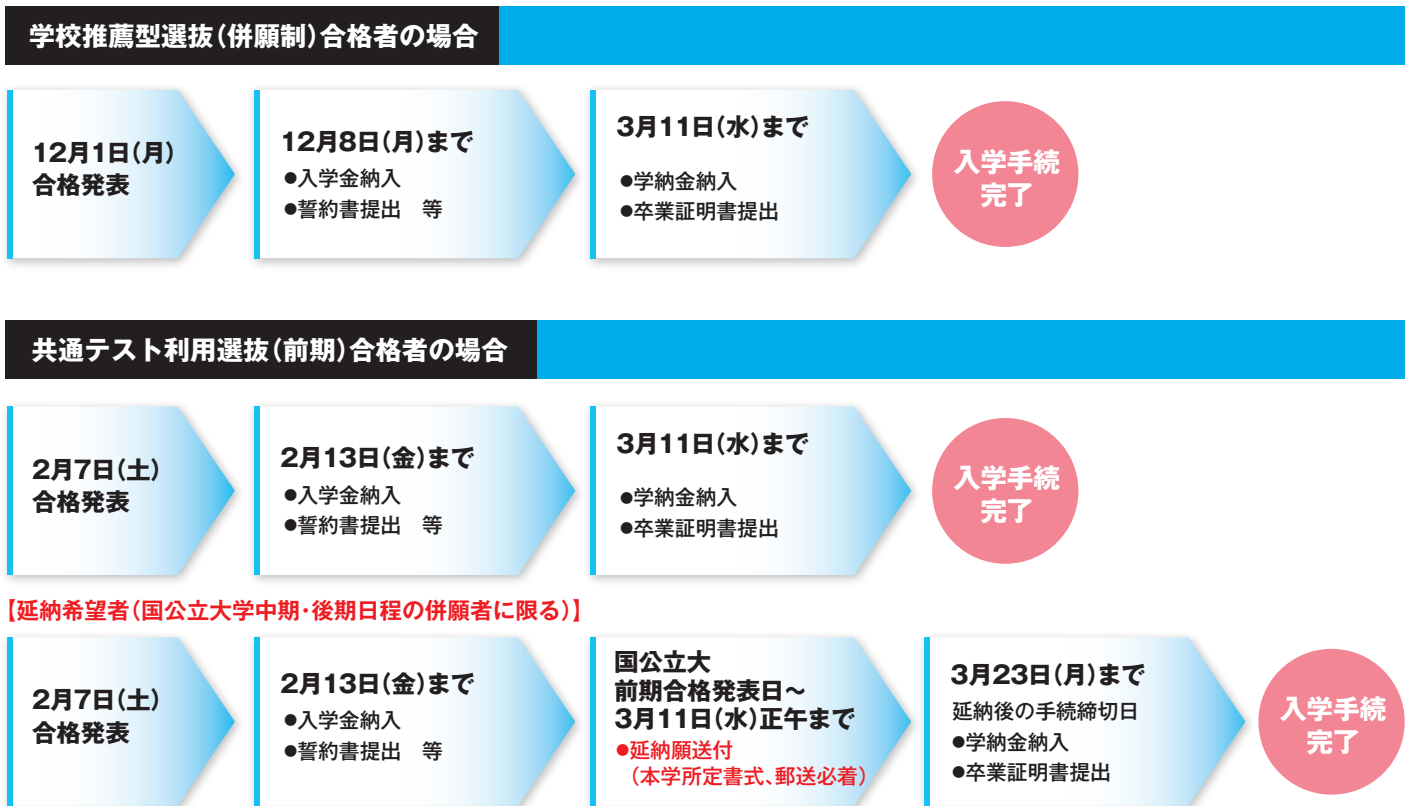 学校推薦型選抜(併願制)合格者の場合
12月1日(月)
合格発表
12月8日(月)まで
●入学金納入
●誓約書提出　等
3月11日(水)まで
●学納金納入
●卒業証明書提出
入学手続
完了
共通テスト利用選抜(前期)合格者の場合
2月7日(土)
合格発表
2月13日(金)まで
●入学金納入
●誓約書提出　等
3月11日(水)まで
●学納金納入
●卒業証明書提出
入学手続
完了
【延納希望者(国公立大学中期・後期日程の併願者に限る)】
2月7日(土)
合格発表
2月13日(金)まで
●入学金納入
●誓約書提出　等
国公立大
前期合格発表日～
3月11日(水)正午まで
●延納願送付
(本学所定書式、郵送必着)
3月23日(月)まで
延納後の手続締切日
●学納金納入
●卒業証明書提出
入学手続
完了